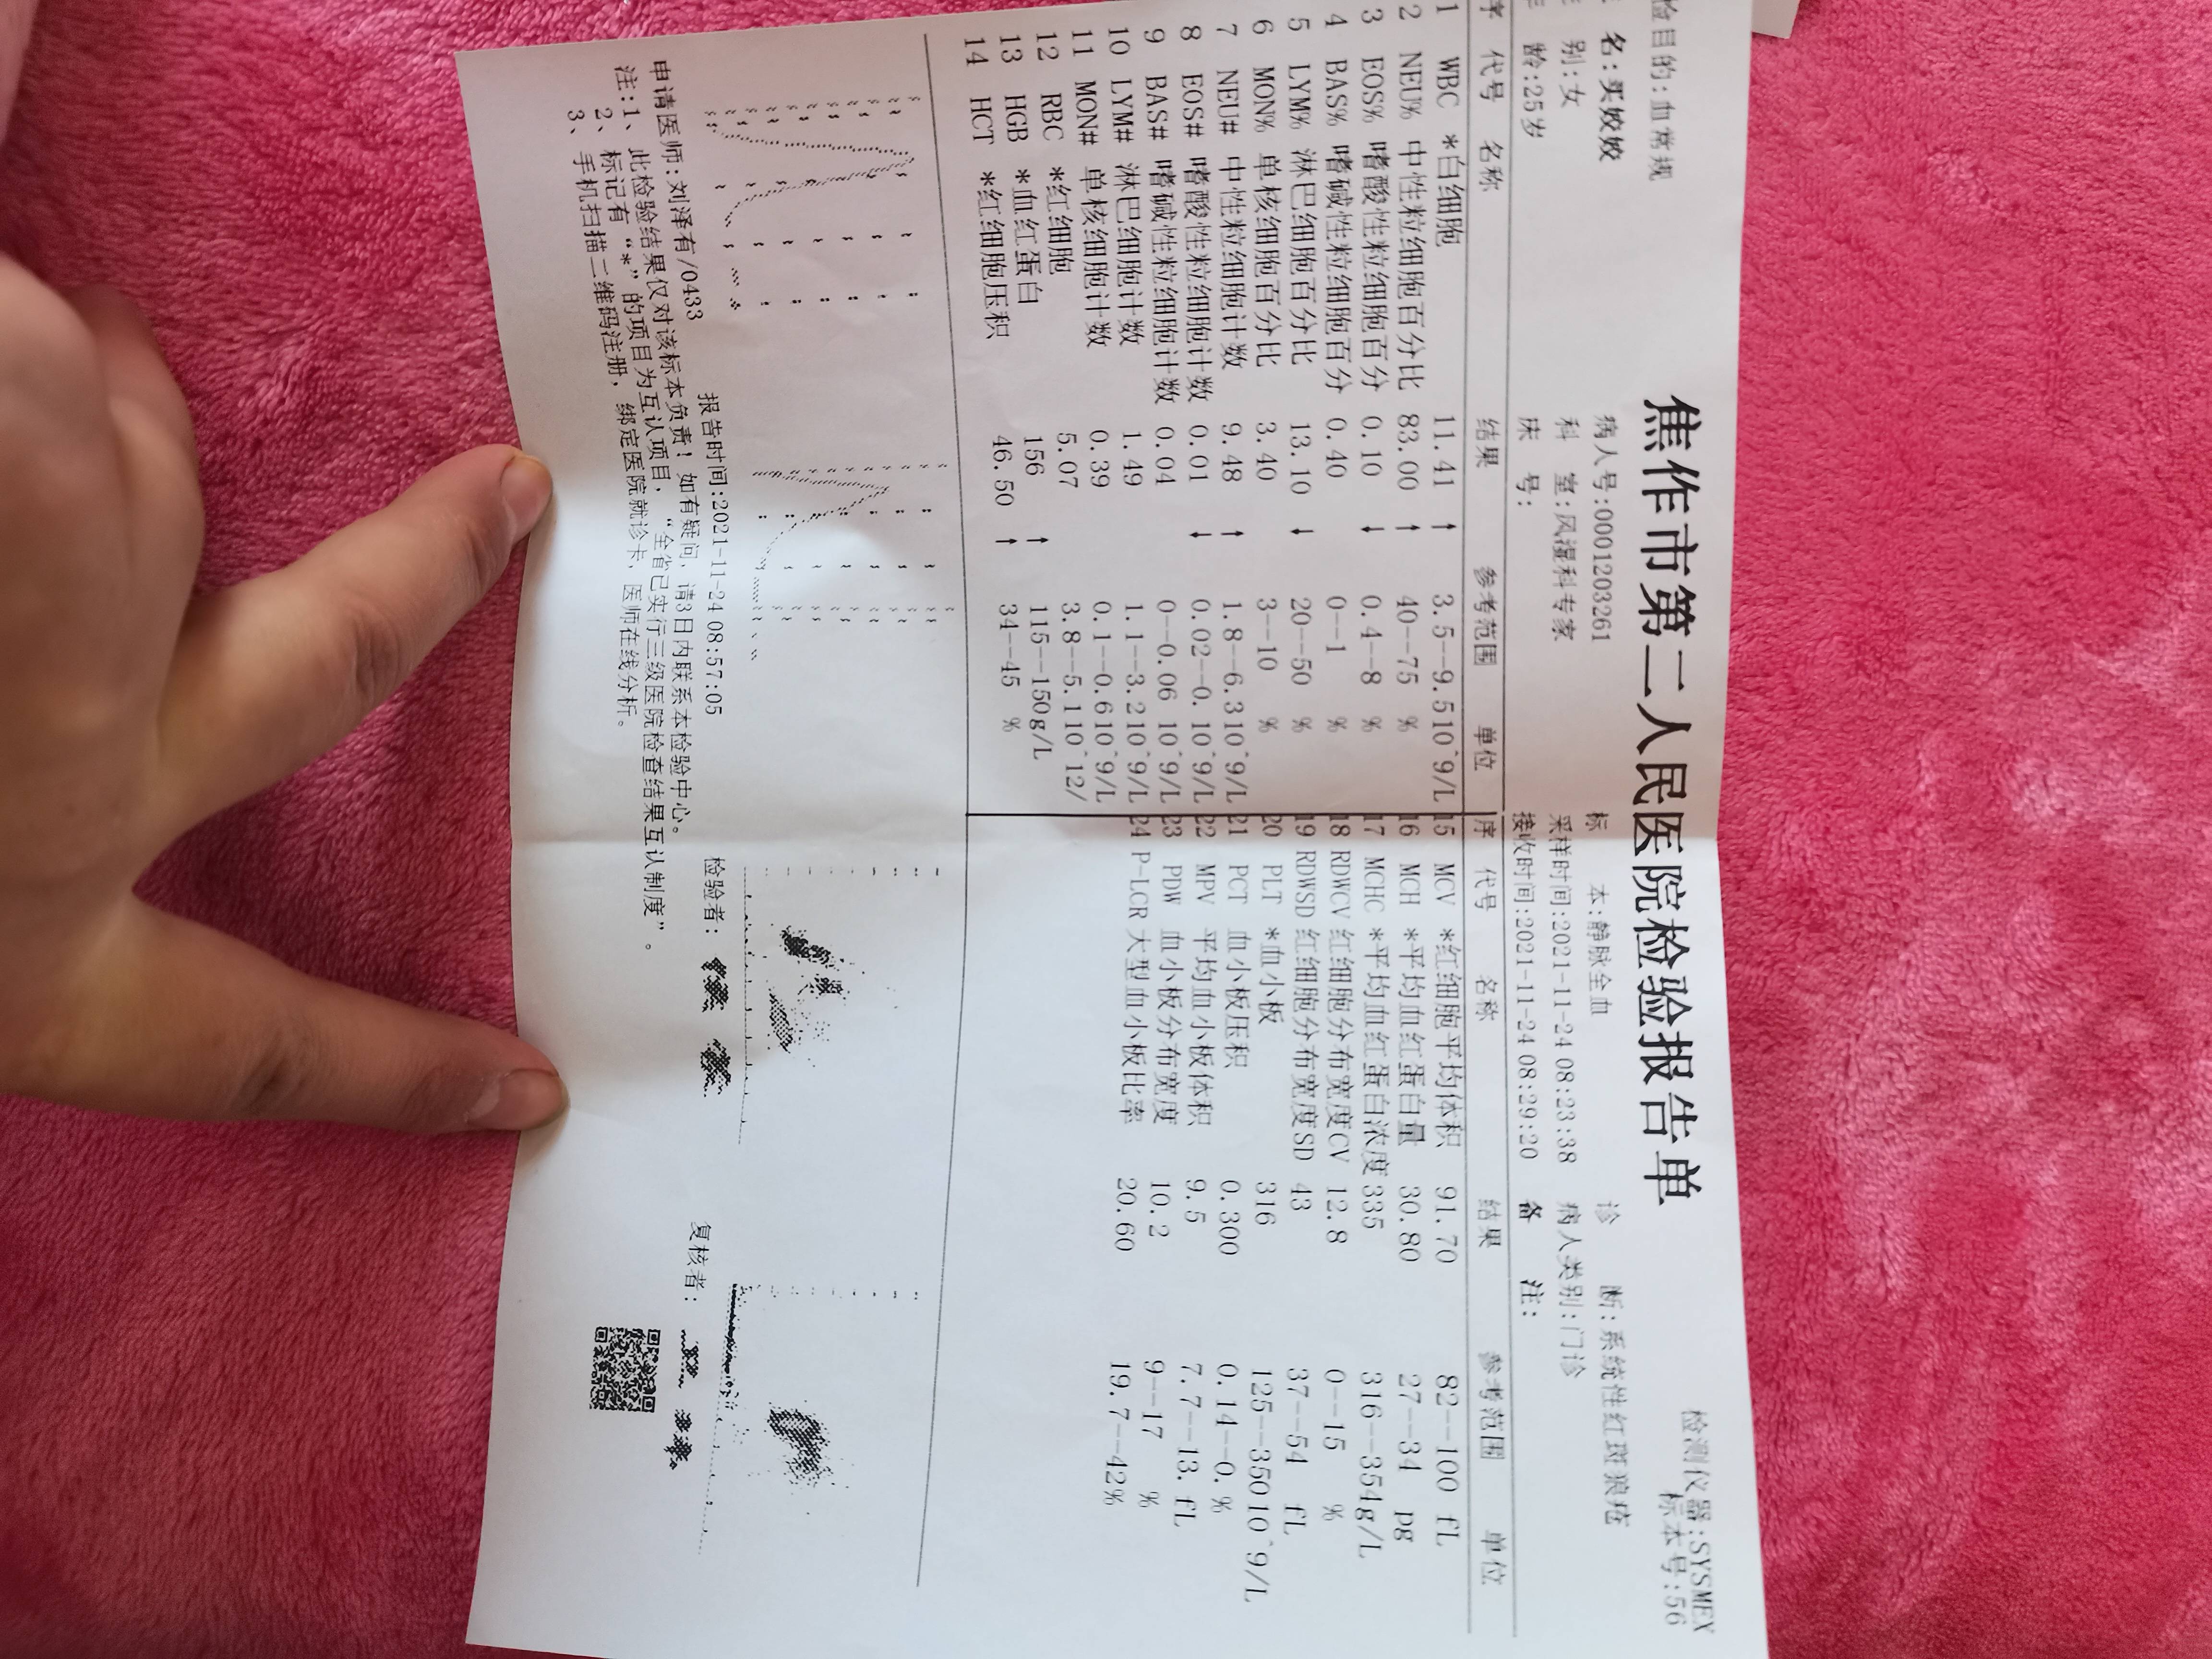 焦作市第二人民医院检验报告单
检目的:血常规
检测仪器:SYSMEX
标本号:56
名:买姣姣 病人号:0001203261 标 本:静脉全血 诊 断:系统性红斑狼疮
别:女 科 室:风湿科专家 采样时间:2021-11-24 08:23:38 病人类别:门诊
龄:25岁 床 号: 接收时间:2021-11-24 08:29:20 备 注:
序 代号 名称 结果 参考范围 单位 序 代号 名称 结果 参考范围 单位
1 WBC *白细胞 11.41 ↑ 3.5--9.510^9/L 15 MCV *红细胞平均体积 91.70 82--100 fL
2 NEU% 中性粒细胞百分比 83.00 ↑ 40--75 % 16 MCH *平均血红蛋白量 30.80 27--34 pg
3 EOS% 嗜酸性粒细胞百分 0.10 ↓ 0.4--8 % 17 MCHC *平均血红蛋白浓度 335 316--354g/L
4 BAS% 嗜碱性粒细胞百分 0.40 0--1 % 18 RDWCV 红细胞分布宽度CV 12.8 0--15 %
5 LYM% 淋巴细胞百分比 13.10 ↓ 20--50 % 19 RDWSD 红细胞分布宽度SD 43 37--54 fL
6 MON% 单核细胞百分比 3.40 3--10 % 20 PLT *血小板 316 125--35010^9/L
7 NEU# 中性粒细胞计数 9.48 ↑ 1.8--6.310^9/L 21 PCT 血小板压积 0.300 0.14--0. %
8 EOS# 嗜酸性粒细胞计数 0.01 ↓ 0.02--0. 10^9/L 22 MPV 平均血小板体积 9.5 7.7--13. fL
9 BAS# 嗜碱性粒细胞计数 0.04 0--0.06 10^9/L 23 PDW 血小板分布宽度 10.2 9--17 %
10 LYM# 淋巴细胞计数 1.49 1.1--3.210^9/L 24 P-LCR 大型血小板比率 20.60 19.7--42%
11 MON# 单核细胞计数 0.39 0.1--0.610^9/L
12 RBC *红细胞 5.07 3.8--5.110^12/
13 HGB *血红蛋白 156 ↑ 115--150g/L
14 HCT *红细胞压积 46.50 ↑ 34--45 %
申请医师:刘泽有/0433 报告时间:2021-11-24 08:57:05 检验者: 复核者:
注:1、此检验结果仅对该标本负责！如有疑问，请3日内联系本检验中心。
2、标记有“*”的项目为互认项目，“全省已实行三级医院检查结果互认制度”。
3、手机扫描二维码注册，绑定医院就诊卡，医师在线分析。